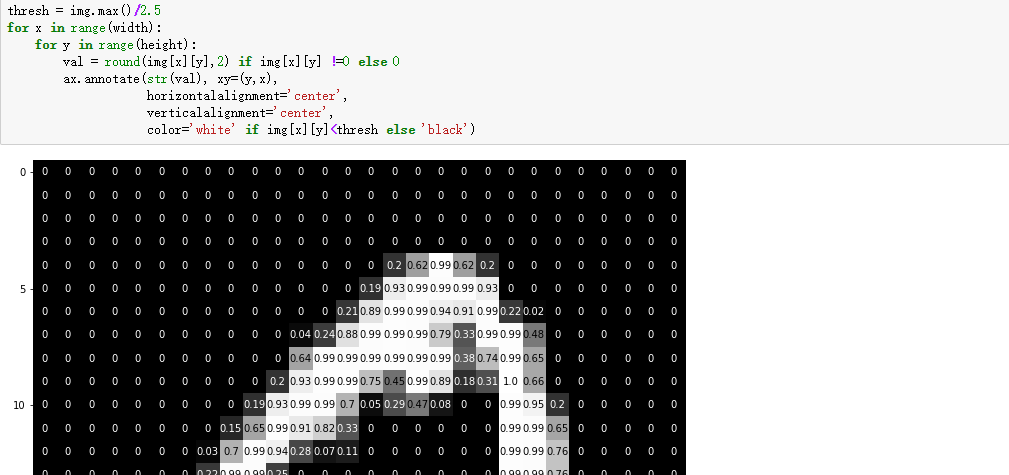 thresh = img.max()/2.5
for x in range(width):
    for y in range(height):
        val = round(img[x][y],2) if img[x][y] !=0 else 0
        ax.annotate(str(val), xy=(y,x),
                    horizontalalignment='center',
                    verticalalignment='center',
                    color='white' if img[x][y]<thresh else 'black')
0 0 0 0 0 0 0 0 0 0 0 0 0 0 0 0 0 0 0 0 0 0 0 0 0 0 0 0 0
0 0 0 0 0 0 0 0 0 0 0 0 0 0 0 0 0 0 0 0 0 0 0 0 0 0 0 0
0 0 0 0 0 0 0 0 0 0 0 0 0 0 0 0 0 0 0 0 0 0 0 0 0 0 0 0
0 0 0 0 0 0 0 0 0 0 0 0 0 0 0 0 0 0 0 0 0 0 0 0 0 0 0 0
0 0 0 0 0 0 0 0 0 0 0 0 0 0 0 0.2 0.62 0.99 0.62 0.2 0 0 0 0 0 0 0 0
5 0 0 0 0 0 0 0 0 0 0 0 0 0 0 0.19 0.93 0.99 0.99 0.99 0.93 0 0 0 0 0 0 0 0
0 0 0 0 0 0 0 0 0 0 0 0 0 0.21 0.89 0.99 0.99 0.94 0.91 0.99 0.22 0.02 0 0 0 0 0 0
0 0 0 0 0 0 0 0 0 0 0 0.04 0.24 0.88 0.99 0.99 0.99 0.79 0.33 0.99 0.99 0.48 0 0 0 0 0 0
0 0 0 0 0 0 0 0 0 0 0 0.64 0.99 0.99 0.99 0.99 0.99 0.99 0.38 0.74 0.99 0.65 0 0 0 0 0 0
0 0 0 0 0 0 0 0 0 0 0.2 0.93 0.99 0.99 0.75 0.45 0.99 0.89 0.18 0.31 1.0 0.66 0 0 0 0 0 0
10 0 0 0 0 0 0 0 0 0 0.19 0.93 0.99 0.99 0.7 0.05 0.29 0.47 0.08 0 0 0.99 0.95 0.2 0 0 0 0 0
0 0 0 0 0 0 0 0 0.15 0.65 0.99 0.91 0.82 0.33 0 0 0 0 0 0 0.99 0.99 0.65 0 0 0 0 0
0 0 0 0 0 0 0 0.03 0.7 0.99 0.94 0.28 0.07 0.11 0 0 0 0 0 0 0.99 0.99 0.76 0 0 0 0 0
0 0 0 0 0 0 0 0.22 0.99 0.99 0.25 0 0 0 0 0 0 0 0 0 0.99 0.99 0.76 0 0 0 0 0